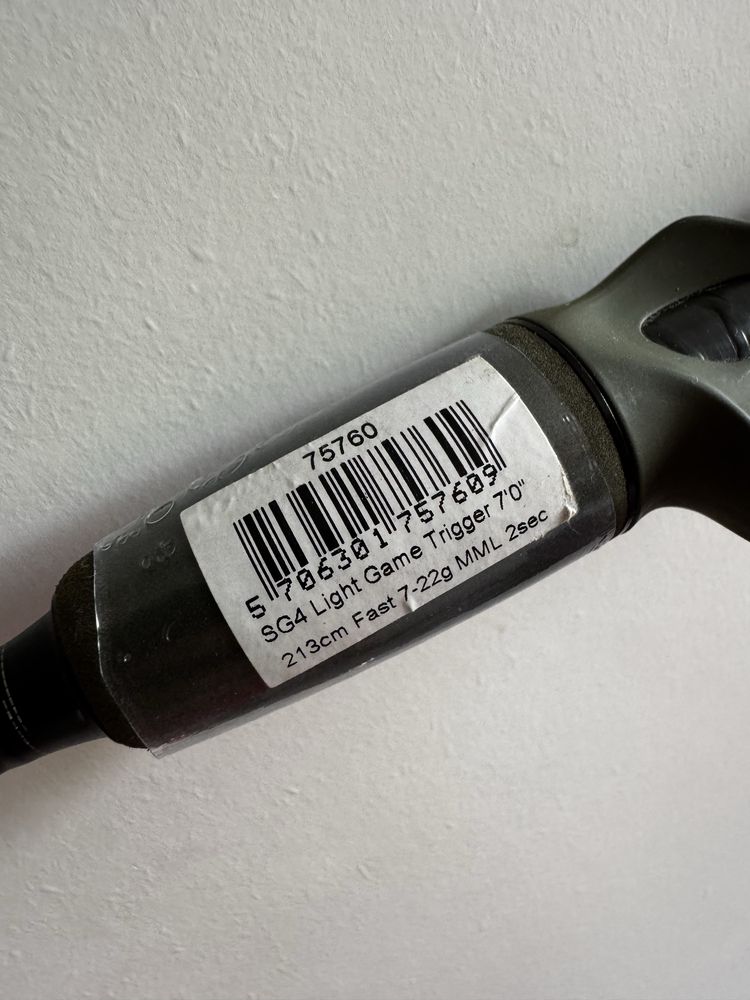 75760
5 706301 757609
SG4 Light Game Trigger 7'0"
213cm Fast 7-22g MML 2sec